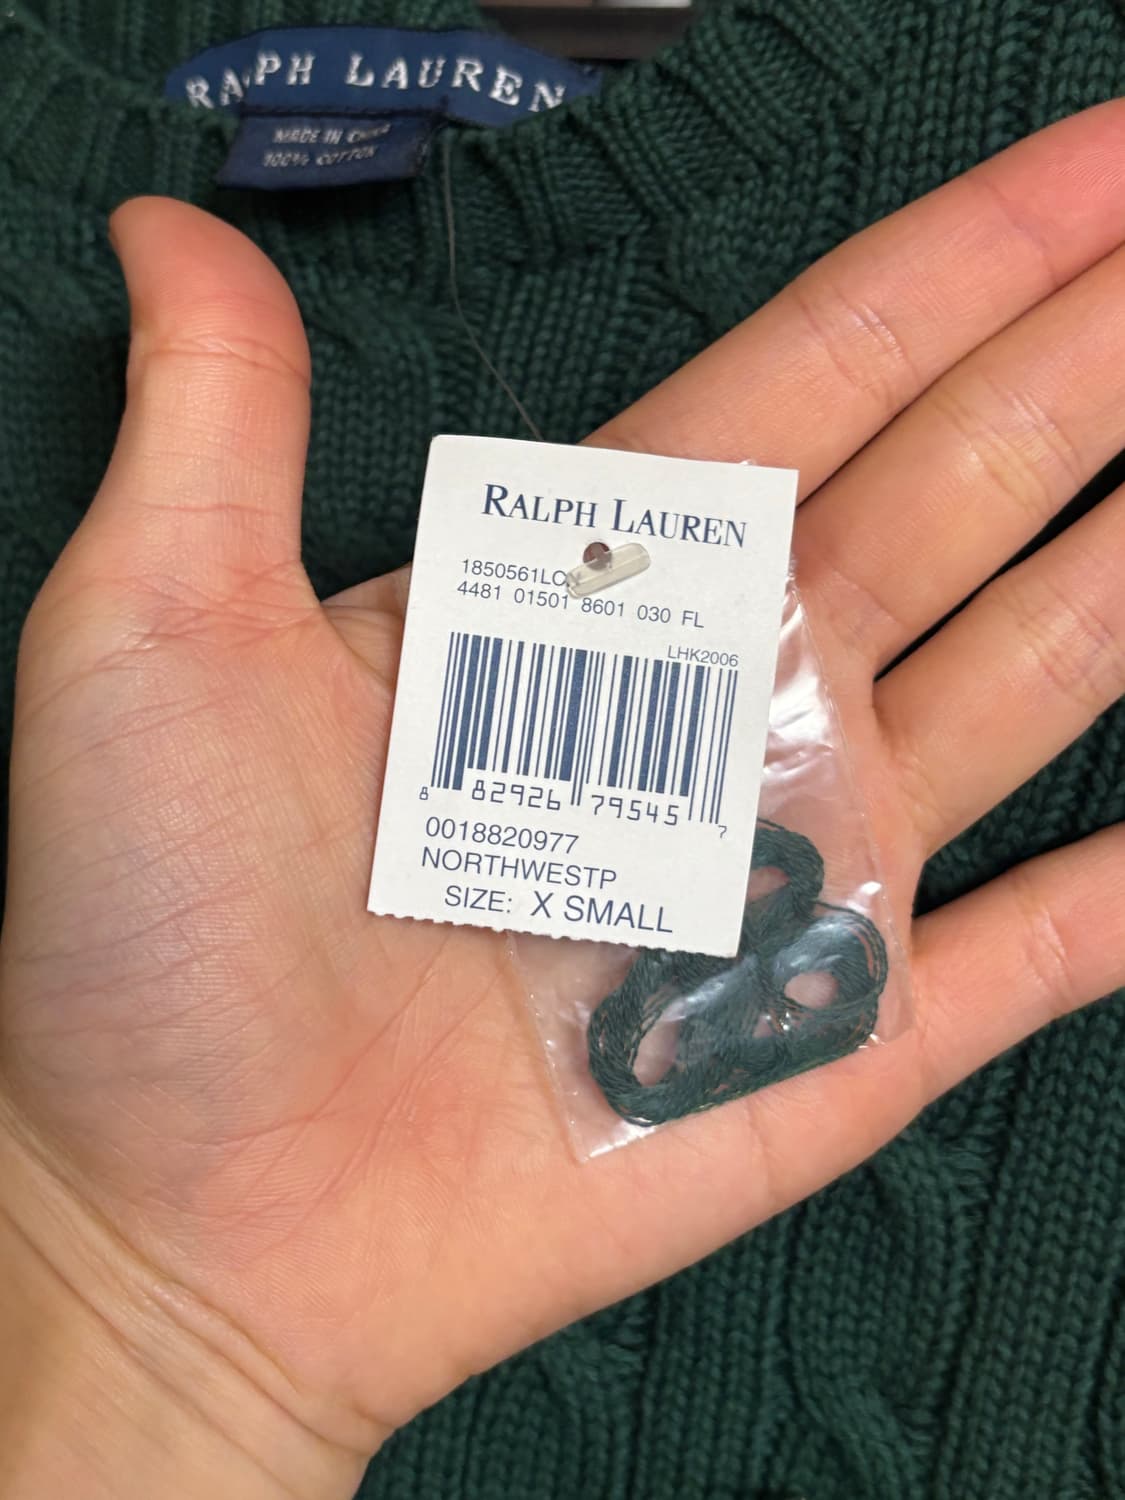 RALPH LAUREN
MADE IN CHINA
100% COTTON
RALPH LAUREN
4481 01501 8601 030 FL
LHK2006
8 82926 79545 7
0018820977
NORTHWESTP
SIZE: X SMALL